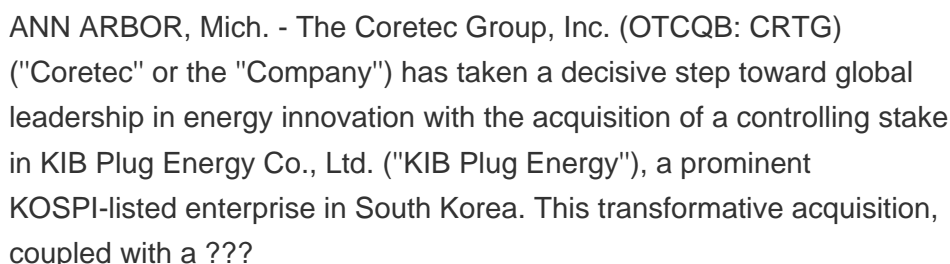 ANN ARBOR, Mich. - The Coretec Group, Inc. (OTCQB: CRTG)
("Coretec" or the "Company") has taken a decisive step toward global
leadership in energy innovation with the acquisition of a controlling stake
in KIB Plug Energy Co., Ltd. ("KIB Plug Energy"), a prominent
KOSPI-listed enterprise in South Korea. This transformative acquisition,
coupled with a ???